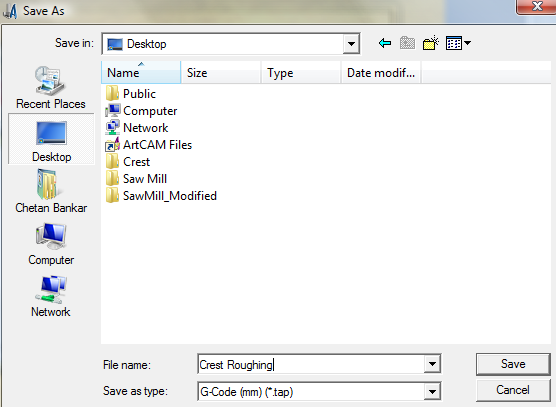 Save As
Save in: Desktop
Name Size Type Date modif...
Public
Computer
Network
ArtCAM Files
Crest
Saw Mill
SawMill_Modified
Recent Places
Desktop
Chetan Bankar
Computer
Network
File name: Crest Roughing Save
Save as type: G-Code (mm) (*.tap) Cancel